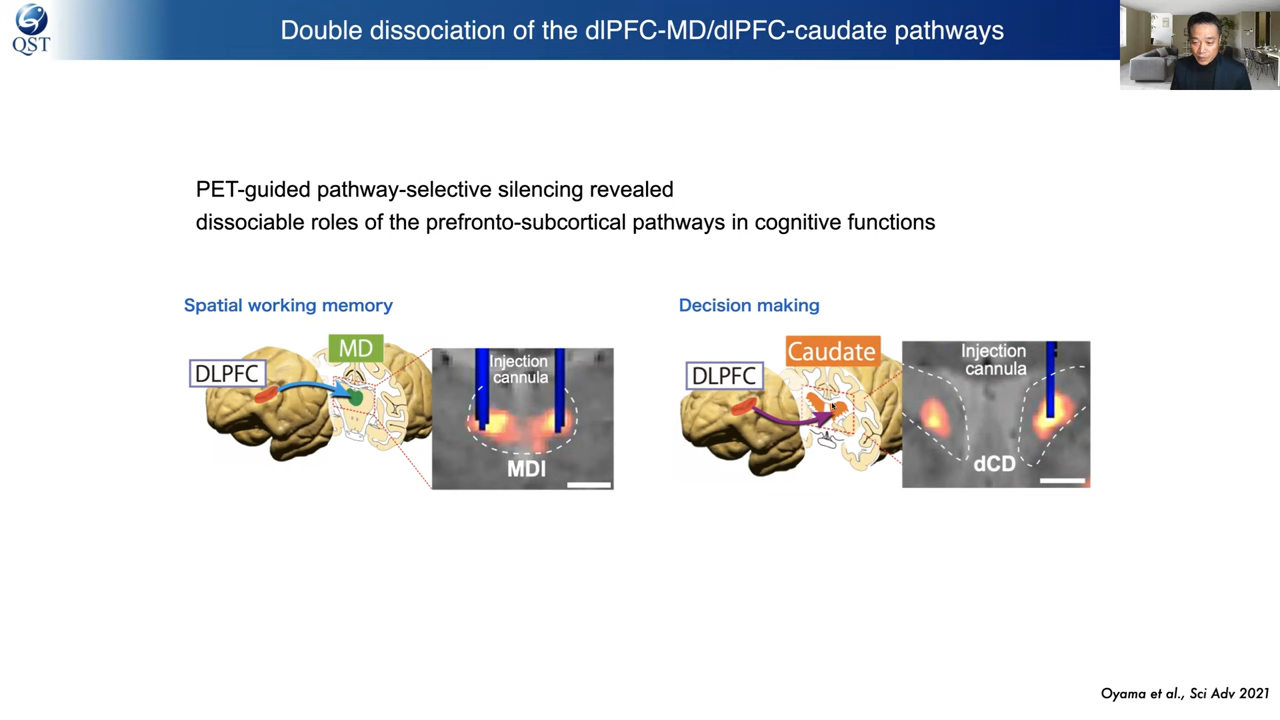 QST
Double dissociation of the dlPFC-MD/dlPFC-caudate pathways
PET-guided pathway-selective silencing revealed
dissociable roles of the prefronto-subcortical pathways in cognitive functions
Spatial working memory
DLPFC
MD
Injection
cannula
MDl
Decision making
DLPFC
Caudate
Injection
cannula
dCD
Oyama et al., Sci Adv 2021